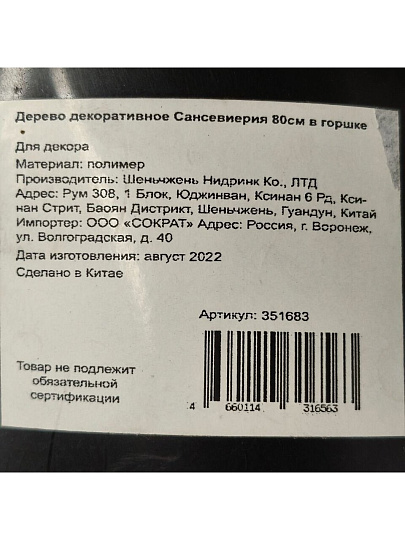 Дерево декоративное Сансевиерия 80см в горшке
Для декора
Материал: полимер
Производитель: Шеньчжень Нидринк Ко., ЛТД
Адрес: Рум 308, 1 Блок, Юджинван, Ксинан 6 Рд, Кси-
нан Стрит, Баоян Дистрикт, Шеньчжень, Гуандун, Китай
Импортер: ООО «СОКРАТ» Адрес: Россия, г. Воронеж,
ул. Волгоградская, д. 40
Дата изготовления: август 2022
Сделано в Китае
Артикул: 351683
Товар не подлежит
обязательной
сертификации
4 660114 316563